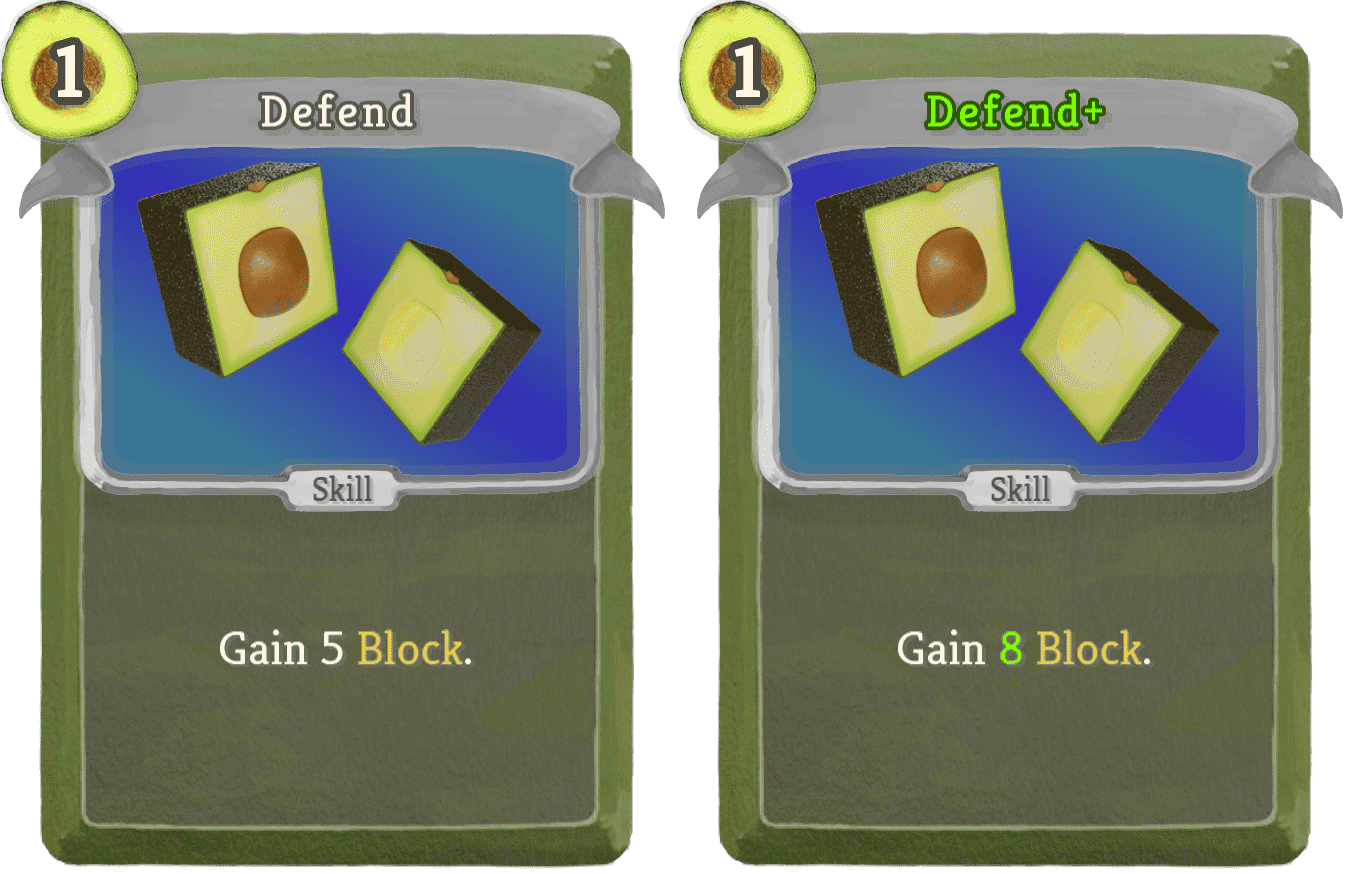 1
Defend
Skill
Gain 5 Block.
1
Defend+
Skill
Gain 8 Block.